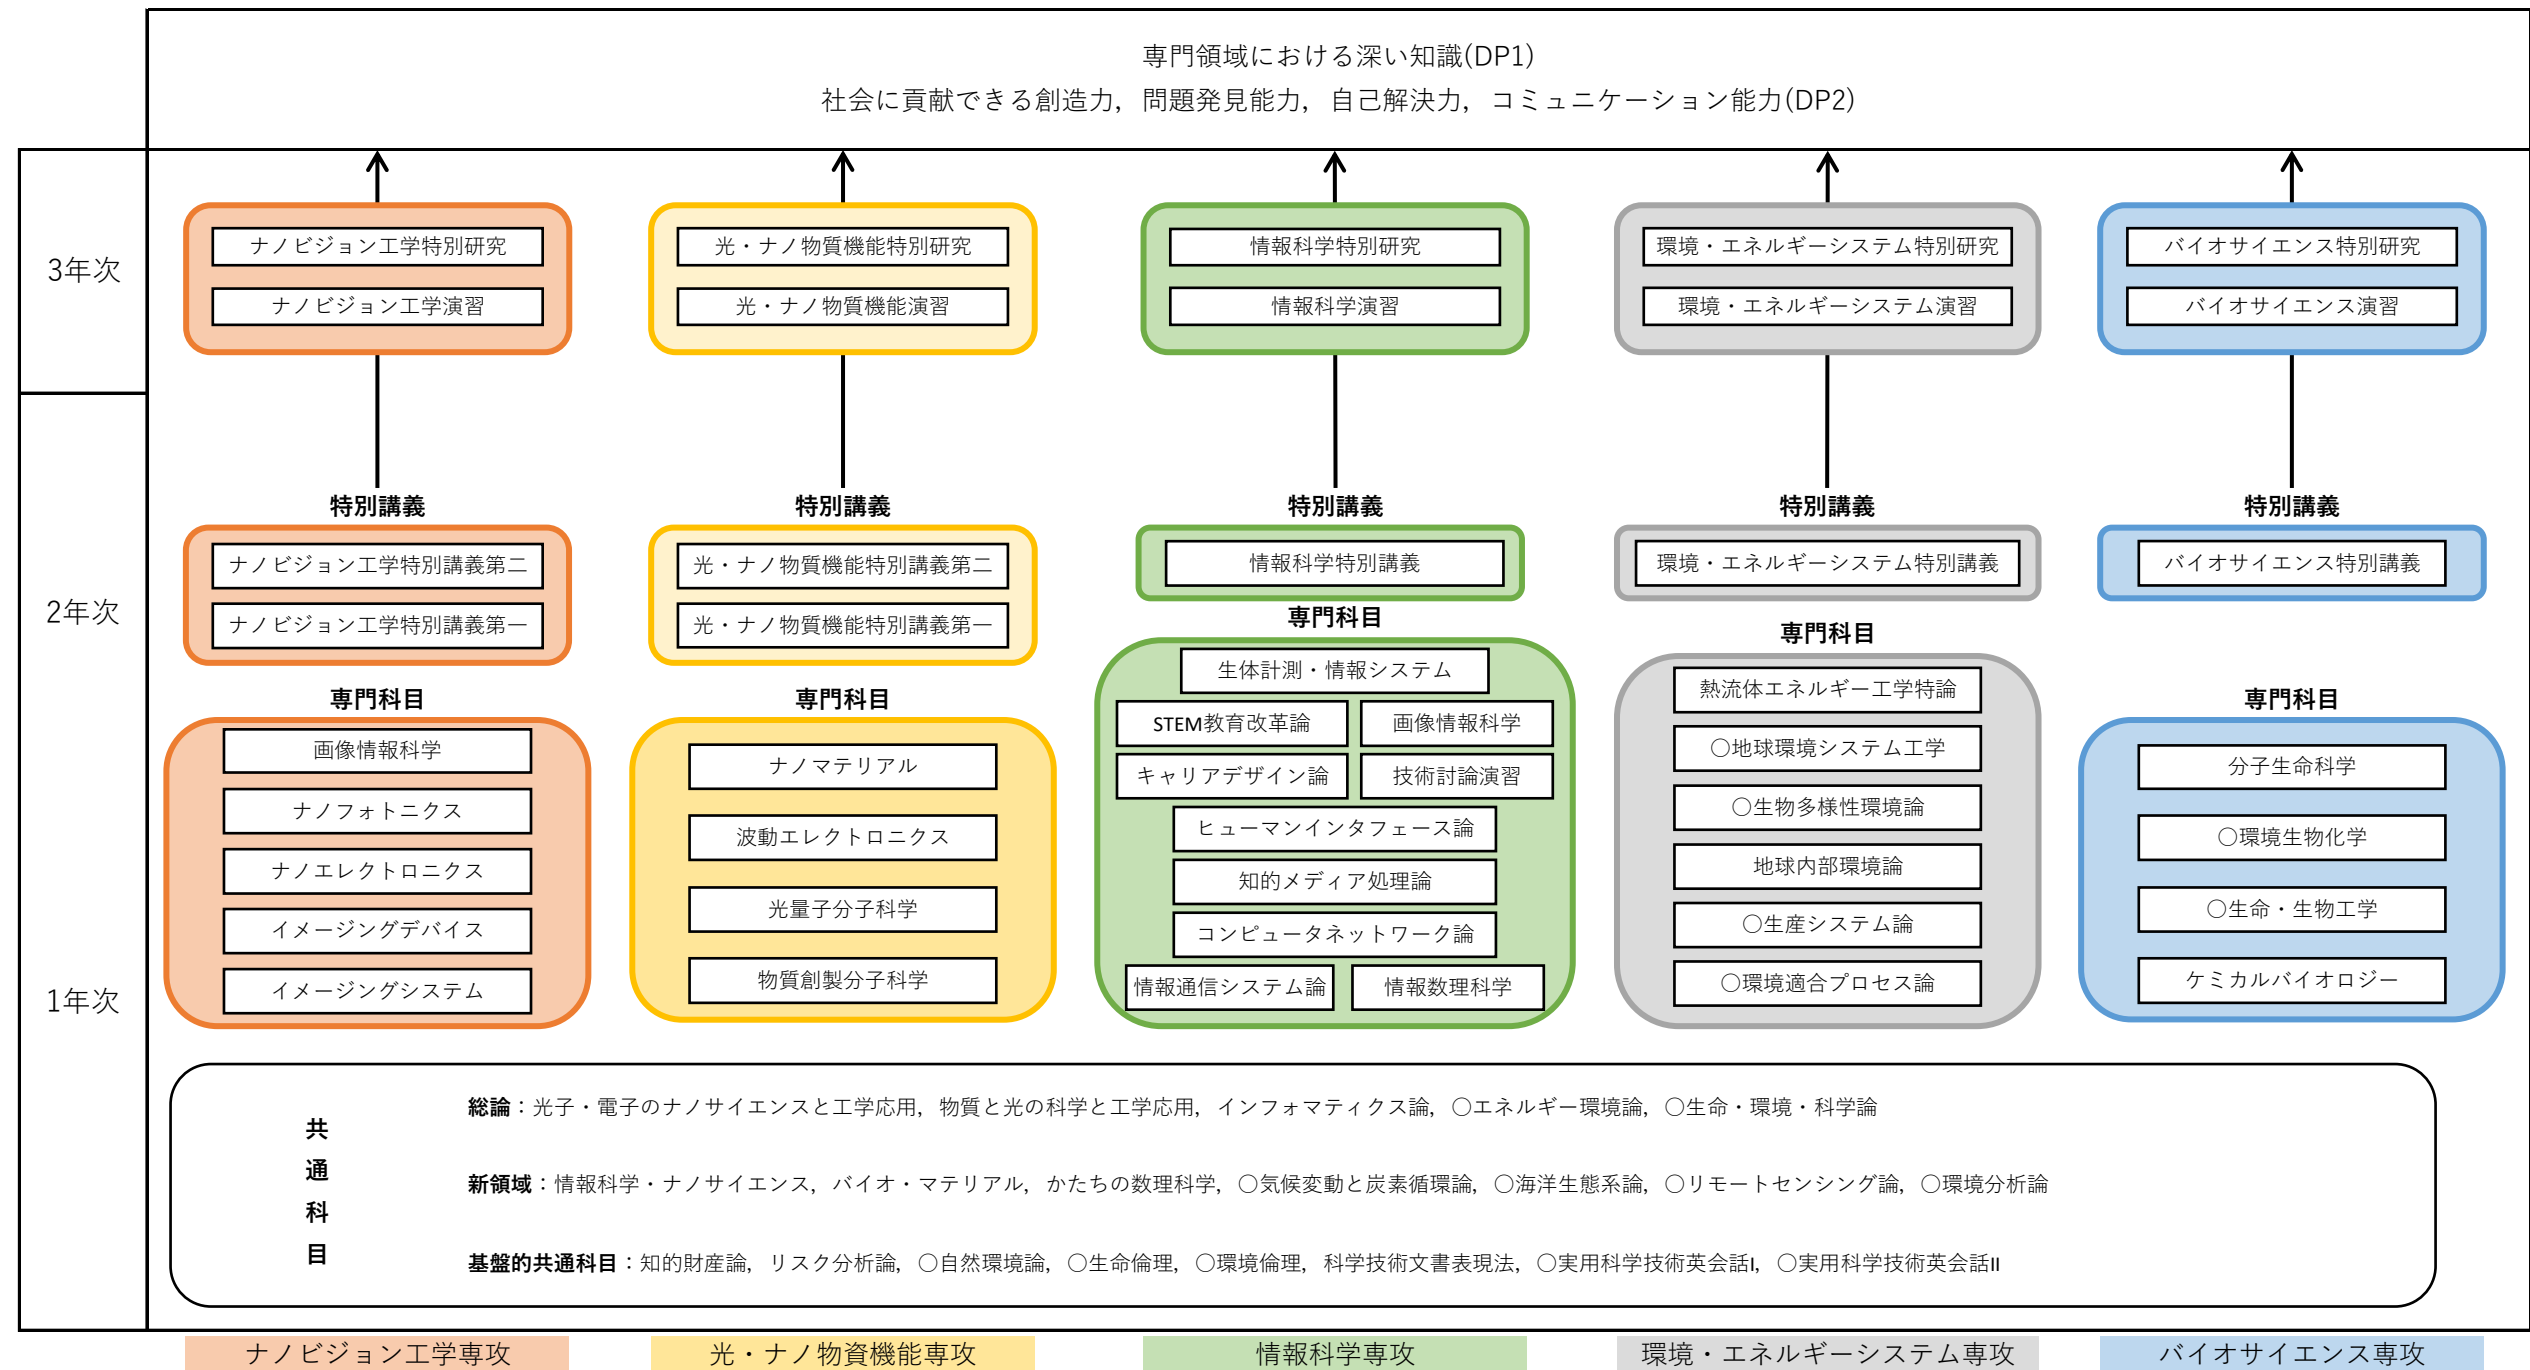 専門領域における深い知識(DP1)
社会に貢献できる創造力，問題発見能力，自己解決力，コミュニケーション能力(DP2)
3年次
ナノビジョン工学特別研究
ナノビジョン工学演習
光・ナノ物質機能特別研究
光・ナノ物質機能演習
情報科学特別研究
情報科学演習
環境・エネルギーシステム特別研究
環境・エネルギーシステム演習
バイオサイエンス特別研究
バイオサイエンス演習
2年次
1年次
特別講義
ナノビジョン工学特別講義第二
ナノビジョン工学特別講義第一
専門科目
画像情報科学
ナノフォトニクス
ナノエレクトロニクス
イメージングデバイス
イメージングシステム
特別講義
光・ナノ物質機能特別講義第二
光・ナノ物質機能特別講義第一
専門科目
ナノマテリアル
波動エレクトロニクス
光量子分子科学
物質創製分子科学
特別講義
情報科学特別講義
専門科目
生体計測・情報システム
STEM教育改革論
画像情報科学
キャリアデザイン論
技術討論演習
ヒューマンインタフェース論
知的メディア処理論
コンピュータネットワーク論
情報通信システム論
情報数理科学
特別講義
環境・エネルギーシステム特別講義
専門科目
熱流体エネルギー工学特論
〇地球環境システム工学
〇生物多様性環境論
地球内部環境論
〇生産システム論
〇環境適合プロセス論
特別講義
バイオサイエンス特別講義
専門科目
分子生命科学
〇環境生物化学
〇生命・生物工学
ケミカルバイオロジー
共通科目
総論：光子・電子のナノサイエンスと工学応用，物質と光の科学と工学応用，インフォマティクス論，〇エネルギー環境論，〇生命・環境・科学論
新領域：情報科学・ナノサイエンス，バイオ・マテリアル，かたちの数理科学，〇気候変動と炭素循環論，〇海洋生態系論，〇リモートセンシング論，〇環境分析論
基盤的共通科目：知的財産論，リスク分析論，〇自然環境論，〇生命倫理，〇環境倫理，科学技術文書表現法，〇実用科学技術英会話I，〇実用科学技術英会話II
ナノビジョン工学専攻
光・ナノ物資機能専攻
情報科学専攻
環境・エネルギーシステム専攻
バイオサイエンス専攻